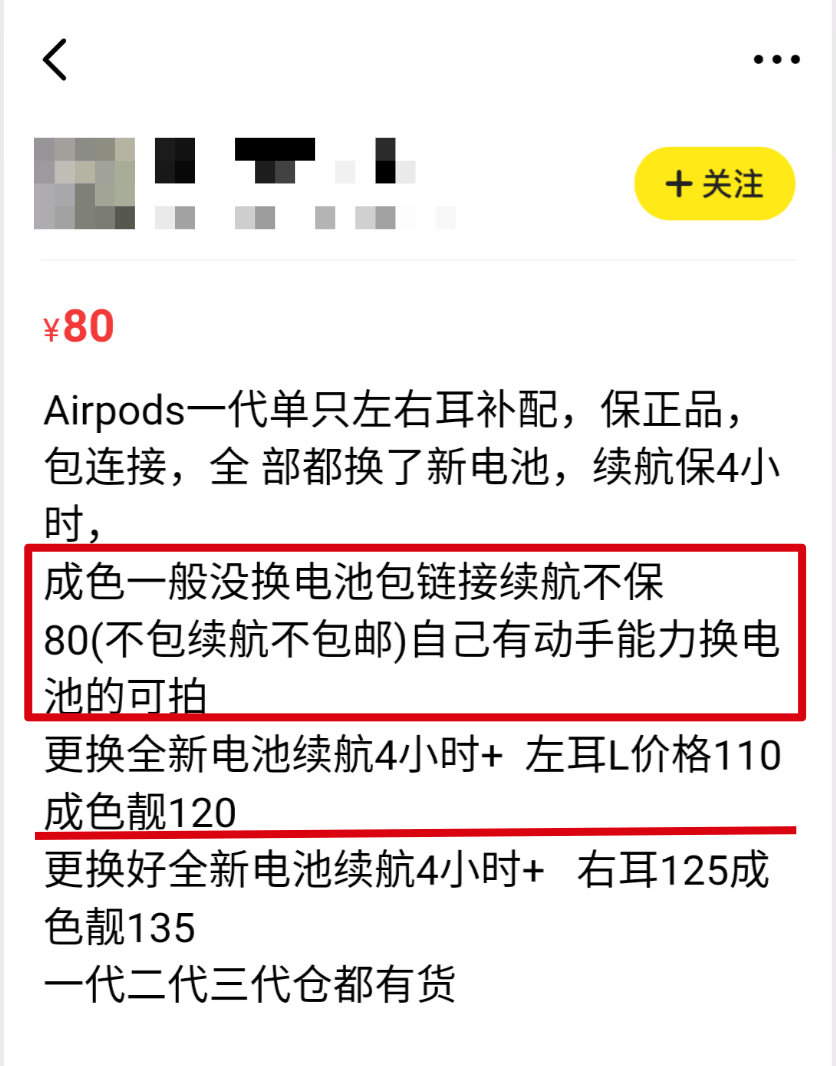 + 关注
¥80
Airpods一代单只左右耳补配，保正品，
包连接，全 部都换了新电池，续航保4小
时，
成色一般没换电池包链接续航不保
80(不包续航不包邮)自己有动手能力换电
池的可拍
更换全新电池续航4小时+ 左耳L价格110
成色靓120
更换好全新电池续航4小时+ 右耳125成
色靓135
一代二代三代仓都有货